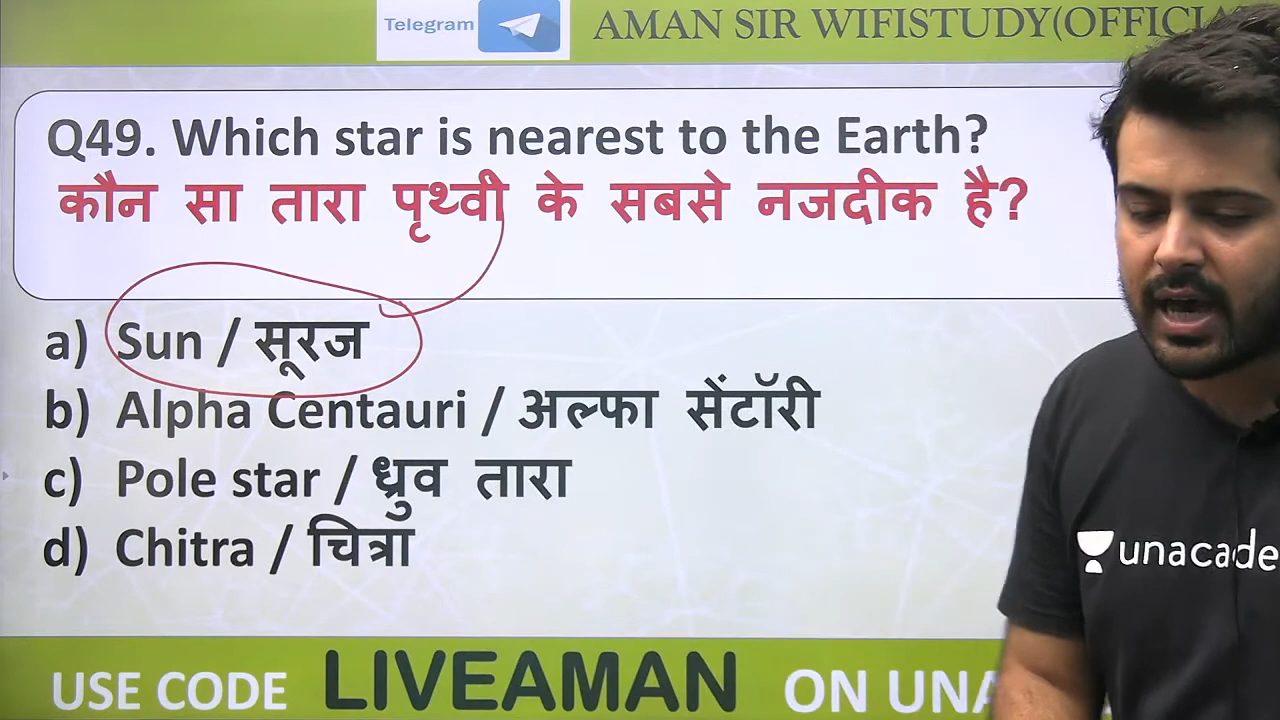 Telegram
AMAN SIR WIFISTUDY(OFFICIA
Q49. Which star is nearest to the Earth?
कौन सा तारा पृथ्वी के सबसे नजदीक है?
a) Sun / सूरज
b) Alpha Centauri / अल्फा सेंटॉरी
c) Pole star / ध्रुव तारा
d) Chitra / चित्रा
unacade
USE CODE LIVEAMAN ON UNA